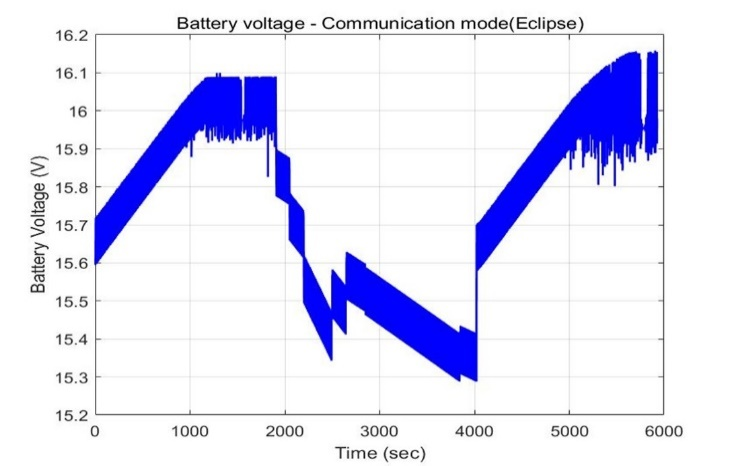 Battery voltage - Communication mode(Eclipse)
16.2
16.1
16
15.9
15.8
15.7
15.6
15.5
15.4
15.3
15.2
Battery Voltage (V)
0 1000 2000 3000 4000 5000 6000
Time (sec)